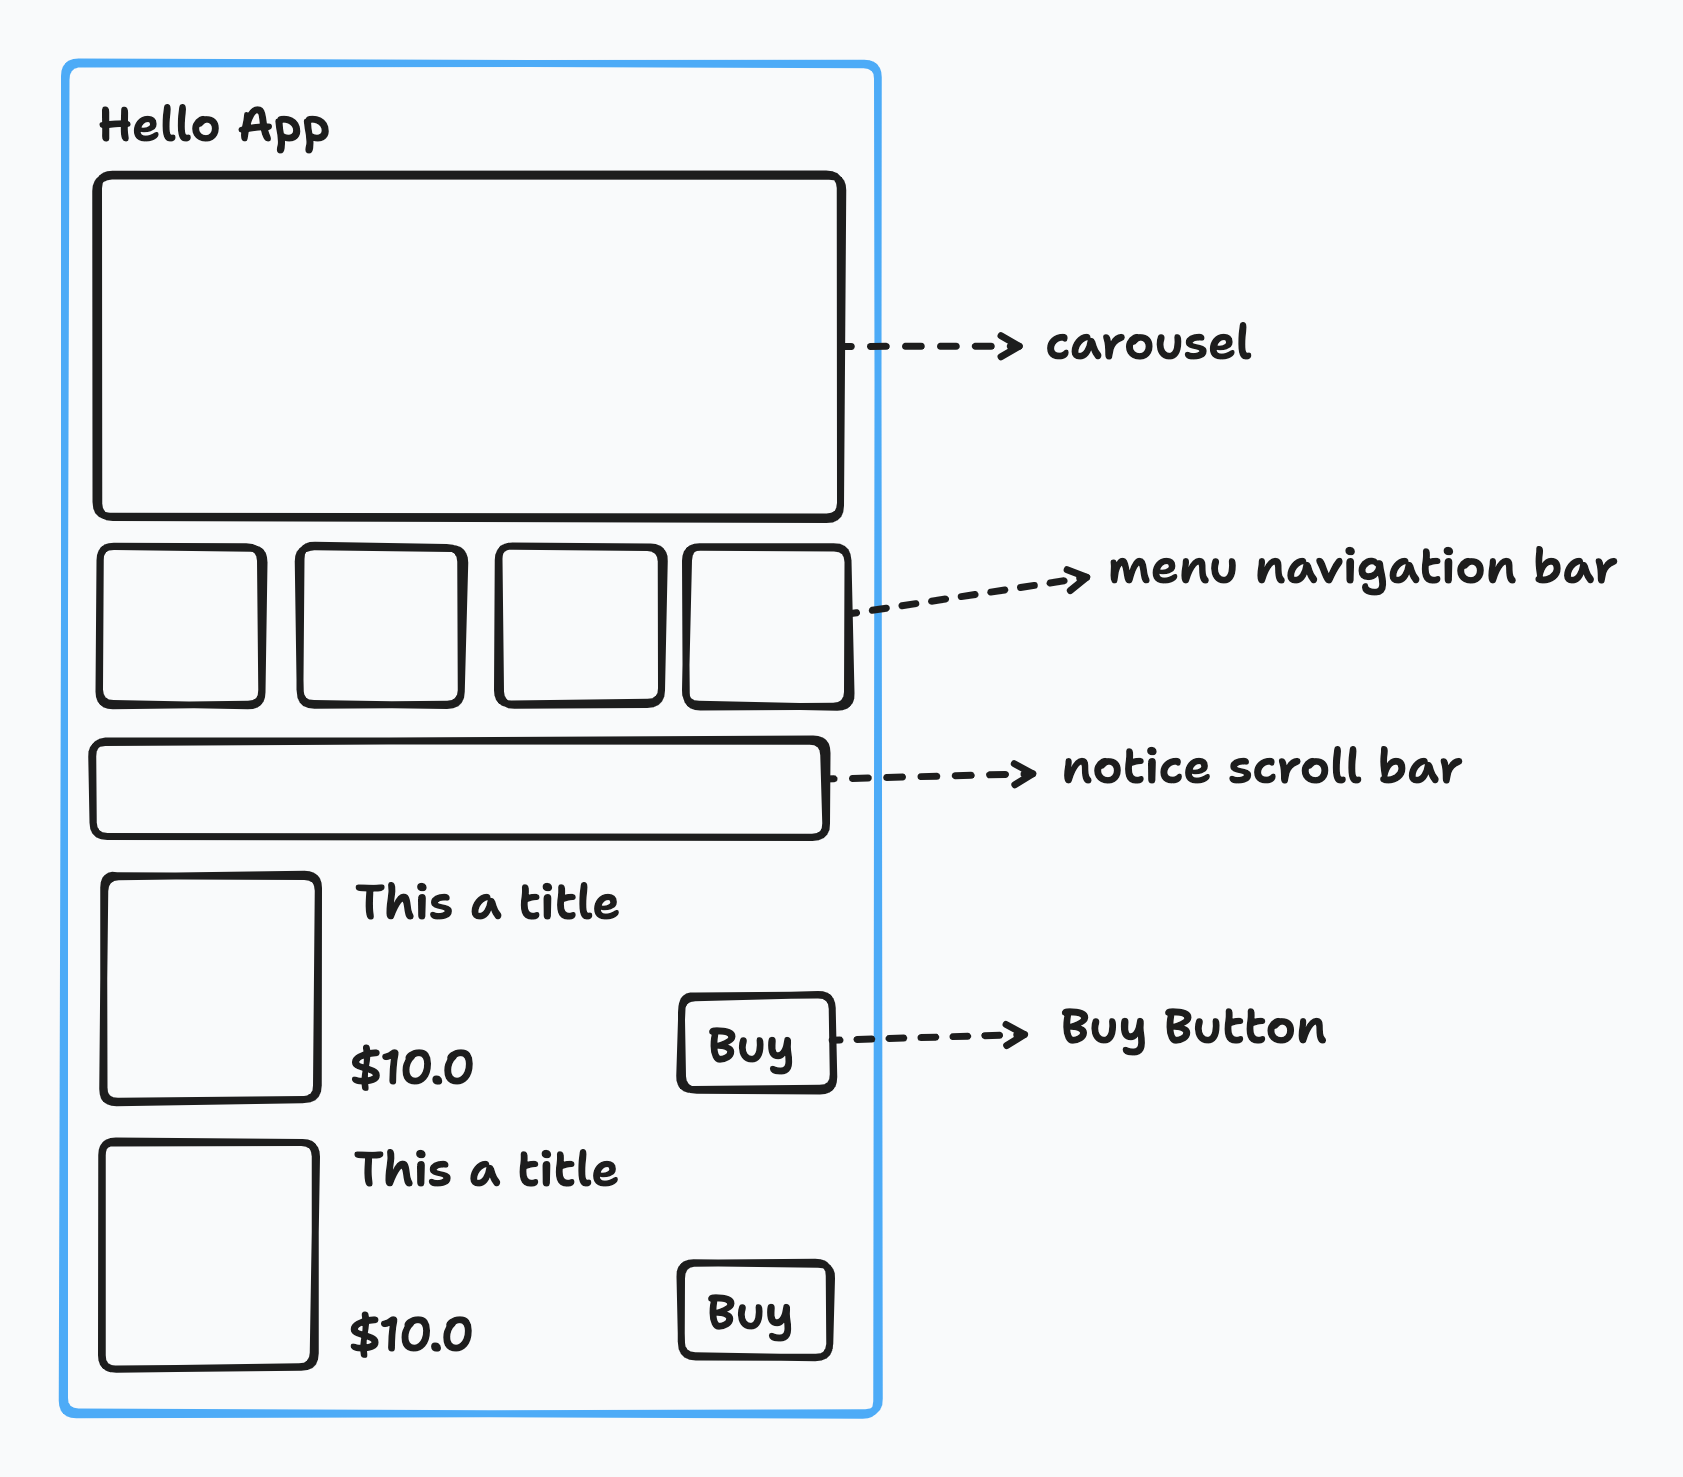 Hello App
carousel
menu navigation bar
notice scroll bar
This a title
$10.0
Buy
Buy Button
This a title
$10.0
Buy